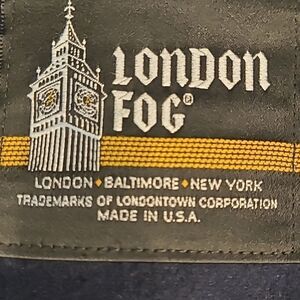 LONDON
FOG®
LONDON ♦ BALTIMORE ♦ NEW YORK
TRADEMARKS OF LONDONTOWN CORPORATION
MADE IN U.S.A.